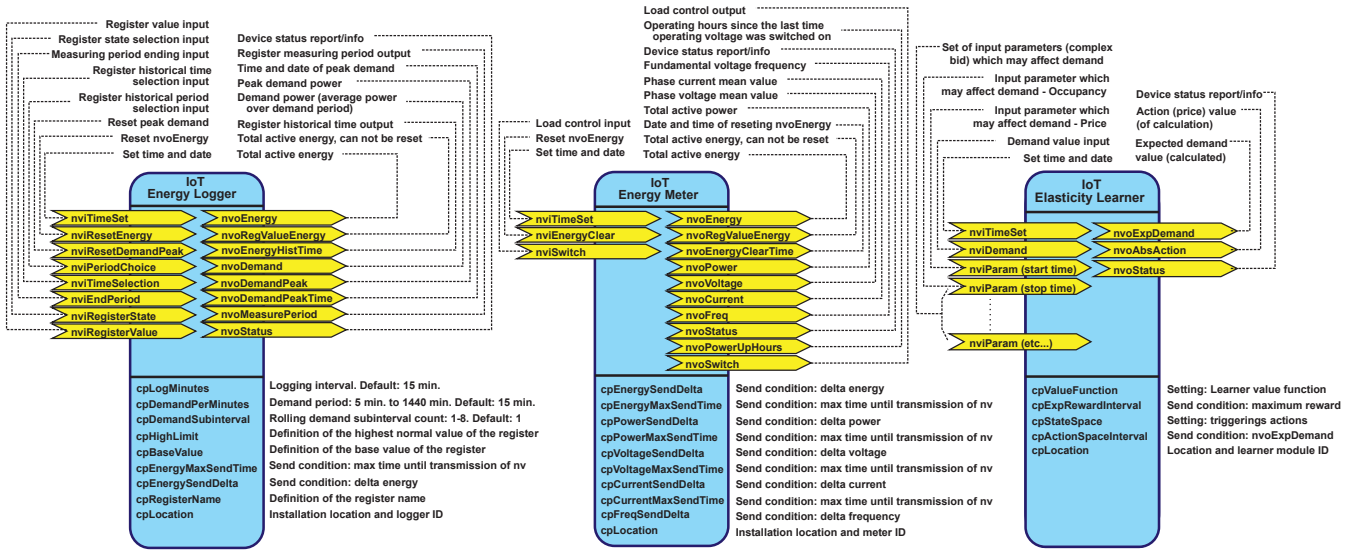 Register value input
Register state selection input
Measuring period ending input
Register historical time
selection input
Register historical period
selection input
Reset peak demand
Reset nvoEnergy
Set time and date
Device status report/info
Register measuring period output
Time and date of peak demand
Peak demand power
Demand power (average power
over demand period)
Register historical time output
Total active energy, can not be reset
Total active energy
IoT
Energy Logger
nviTimeSet
nviResetEnergy
nviResetDemandPeak
nviPeriodChoice
nviTimeSelection
nviEndPeriod
nviRegisterState
nviRegisterValue
nvoEnergy
nvoRegValueEnergy
nvoEnergyHistTime
nvoDemand
nvoDemandPeak
nvoDemandPeakTime
nvoMeasurePeriod
nvoStatus
cpLogMinutes
cpDemandPerMinutes
cpDemandSubinterval
cpHighLimit
cpBaseValue
cpEnergyMaxSendTime
cpEnergySendDelta
cpRegisterName
cpLocation
Logging interval. Default: 15 min.
Demand period: 5 min. to 1440 min. Default: 15 min.
Rolling demand subinterval count: 1-8. Default: 1
Definition of the highest normal value of the register
Definition of the base value of the register
Send condition: max time until transmission of nv
Send condition: delta energy
Definition of the register name
Installation location and logger ID
Load control input
Reset nvoEnergy
Set time and date
Load control output
Operating hours since the last time
operating voltage was switched on
Device status report/info
Fundamental voltage frequency
Phase current mean value
Phase voltage mean value
Total active power
Date and time of reseting nvoEnergy
Total active energy, can not be reset
Total active energy
IoT
Energy Meter
nviTimeSet
nviEnergyClear
nviSwitch
nvoEnergy
nvoRegValueEnergy
nvoEnergyClearTime
nvoPower
nvoVoltage
nvoCurrent
nvoFreq
nvoStatus
nvoPowerUpHours
nvoSwitch
cpEnergySendDelta
cpEnergyMaxSendTime
cpPowerSendDelta
cpPowerMaxSendTime
cpVoltageSendDelta
cpVoltageMaxSendTime
cpCurrentSendDelta
cpCurrentMaxSendTime
cpFreqSendDelta
cpLocation
Send condition: delta energy
Send condition: max time until transmission of nv
Send condition: delta power
Send condition: max time until transmission of nv
Send condition: delta voltage
Send condition: max time until transmission of nv
Send condition: delta current
Send condition: max time until transmission of nv
Send condition: delta frequency
Installation location and meter ID
Set of input parameters (complex
bid) which may affect demand
Input parameter which
may affect demand - Occupancy
Input parameter which
may affect demand - Price
Demand value input
Set time and date
Device status report/info
Action (price) value
(of calculation)
Expected demand
value (calculated)
IoT
Elasticity Learner
nviTimeSet
nviDemand
nviParam (start time)
nviParam (stop time)
nviParam (etc...)
nvoExpDemand
nvoAbsAction
nvoStatus
cpValueFunction
cpExpRewardInterval
cpStateSpace
cpActionSpaceInterval
cpLocation
Setting: Learner value function
Send condition: maximum reward
Setting: triggerings actions
Send condition: nvoExpDemand
Location and learner module ID